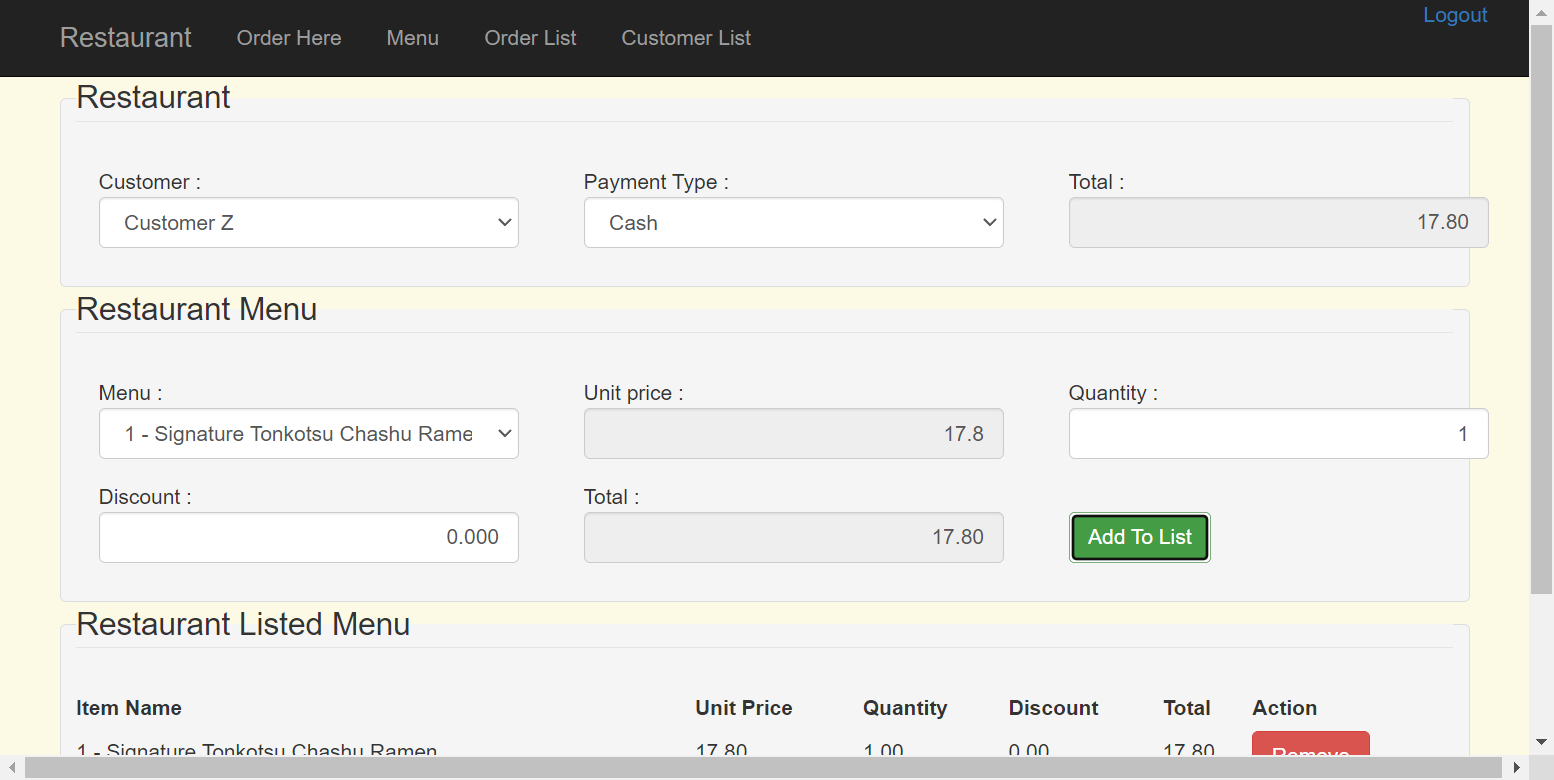 Logout
Restaurant Order Here Menu Order List Customer List
Restaurant
Customer : Payment Type : Total :
Customer Z Cash 17.80
Restaurant Menu
Menu : Unit price : Quantity :
1 - Signature Tonkotsu Chashu Rame 17.8 1
Discount : Total :
0.000 17.80 Add To List
Restaurant Listed Menu
Item Name Unit Price Quantity Discount Total Action
1 - Signature Tonkotsu Chashu Ramen 17.80 1.00 0.00 17.80 Remove